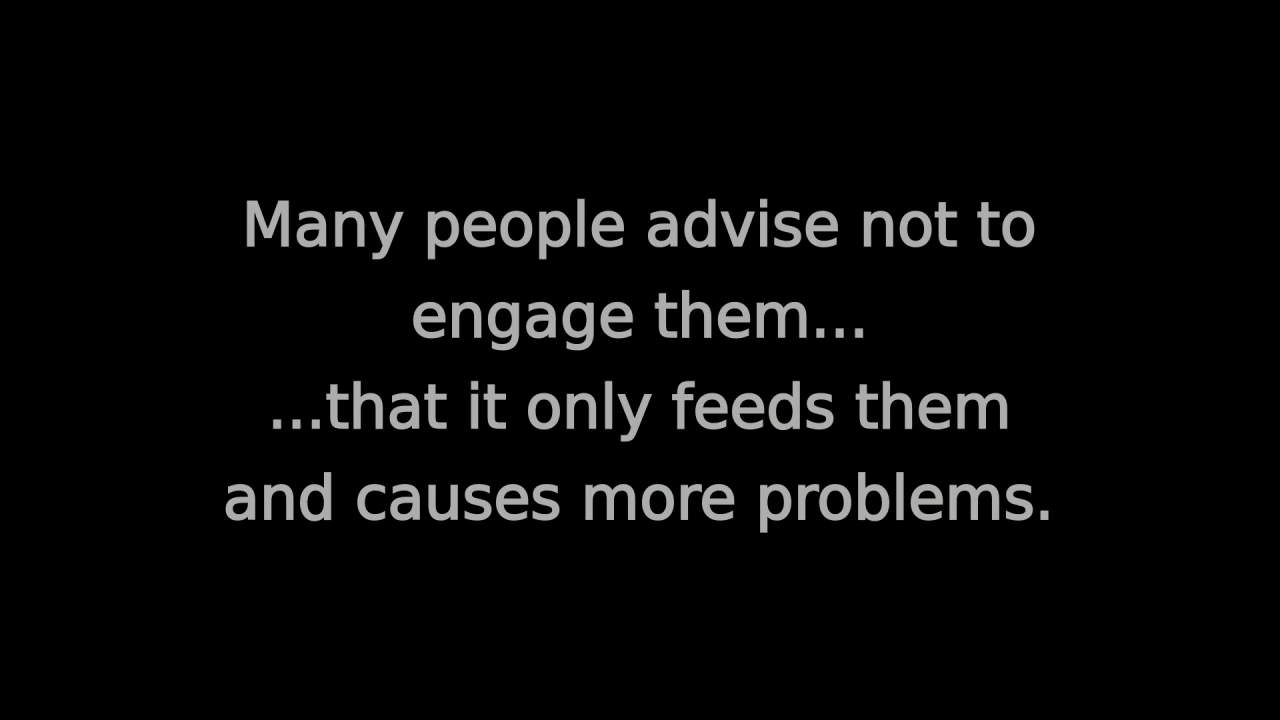 Many people advise not to
engage them...
...that it only feeds them
and causes more problems.